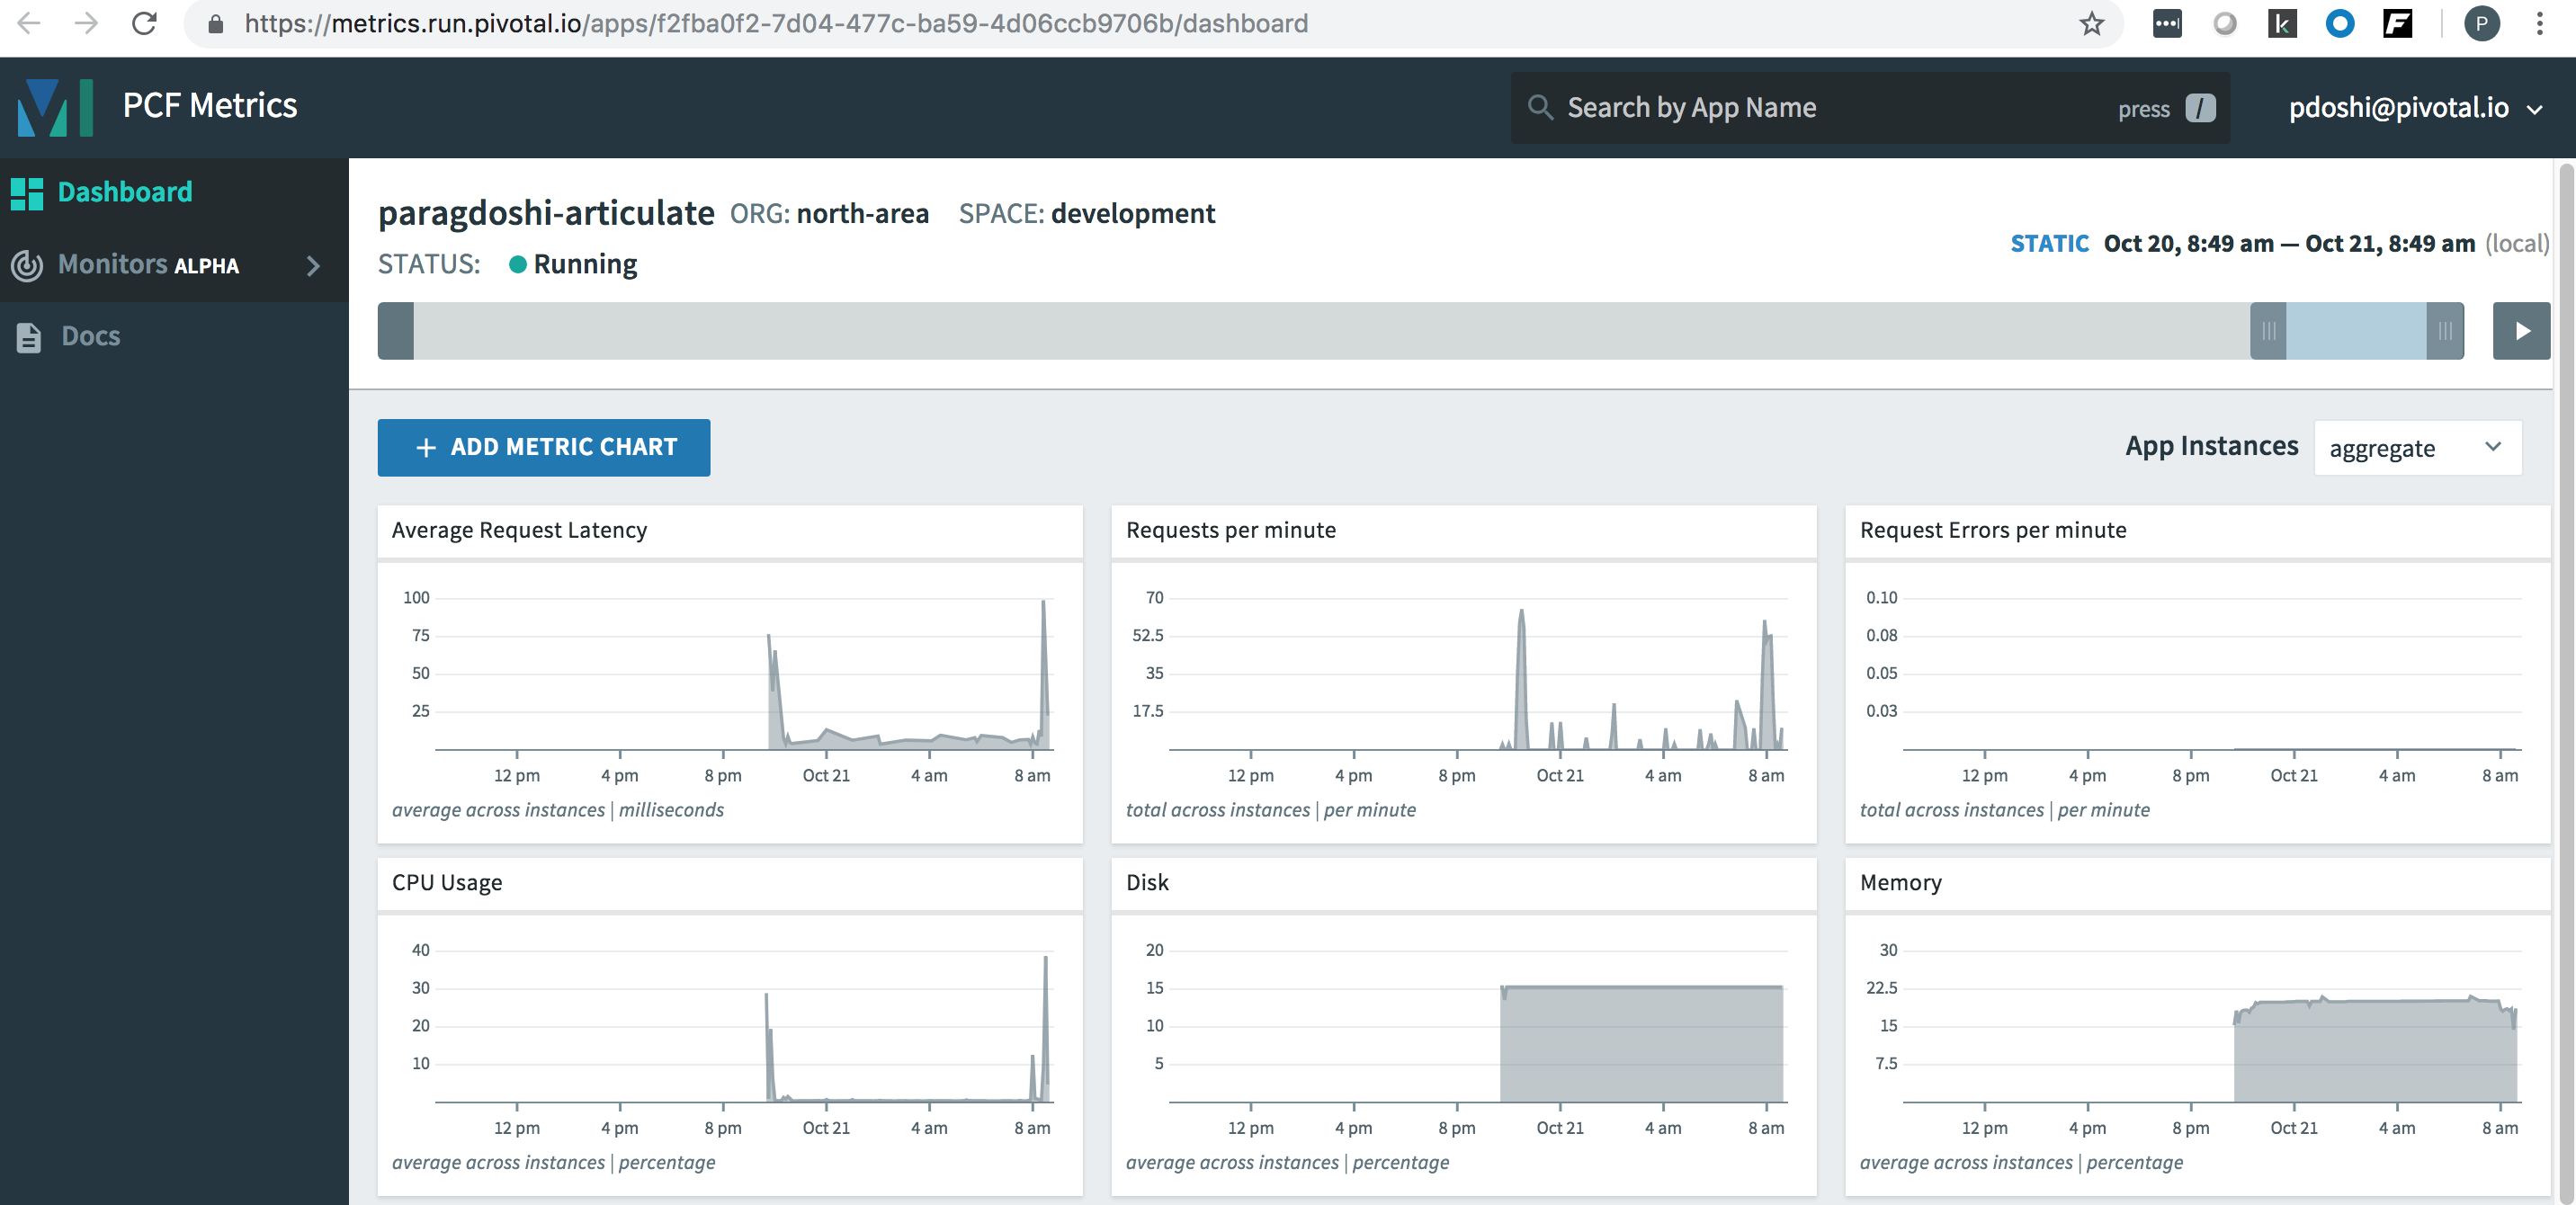 https://metrics.run.pivotal.io/apps/f2fba0f2-7d04-477c-ba59-4d06ccb9706b/dashboard
P
PCF Metrics
Search by App Name
press /
pdoshi@pivotal.io
Dashboard
Monitors ALPHA
Docs
paragdoshi-articulate ORG: north-area SPACE: development
STATUS: Running
STATIC Oct 20, 8:49 am — Oct 21, 8:49 am (local)
+ ADD METRIC CHART
App Instances aggregate
Average Request Latency
100
75
50
25
12 pm 4 pm 8 pm Oct 21 4 am 8 am
average across instances | milliseconds
Requests per minute
70
52.5
35
17.5
12 pm 4 pm 8 pm Oct 21 4 am 8 am
total across instances | per minute
Request Errors per minute
0.10
0.08
0.05
0.03
12 pm 4 pm 8 pm Oct 21 4 am 8 am
total across instances | per minute
CPU Usage
40
30
20
10
12 pm 4 pm 8 pm Oct 21 4 am 8 am
average across instances | percentage
Disk
20
15
10
5
12 pm 4 pm 8 pm Oct 21 4 am 8 am
average across instances | percentage
Memory
30
22.5
15
7.5
12 pm 4 pm 8 pm Oct 21 4 am 8 am
average across instances | percentage